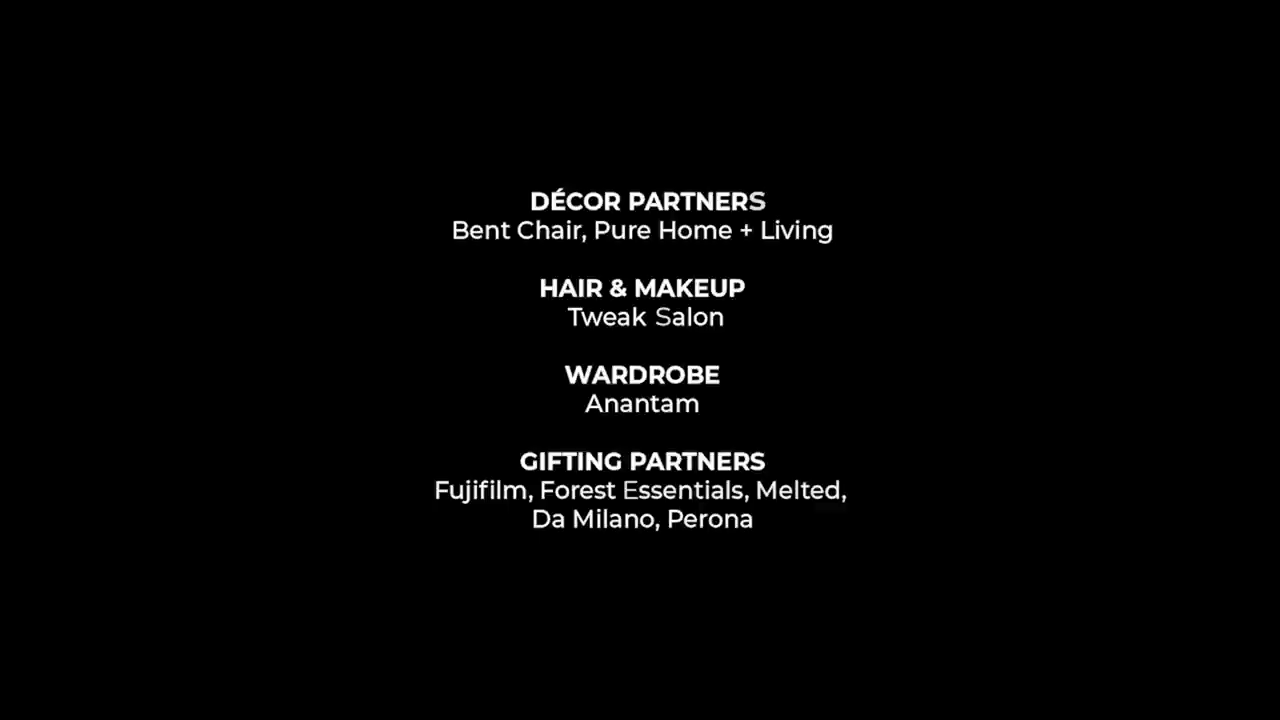 DÉCOR PARTNERS
Bent Chair, Pure Home + Living
HAIR & MAKEUP
Tweak Salon
WARDROBE
Anantam
GIFTING PARTNERS
Fujifilm, Forest Essentials, Melted,
Da Milano, Perona